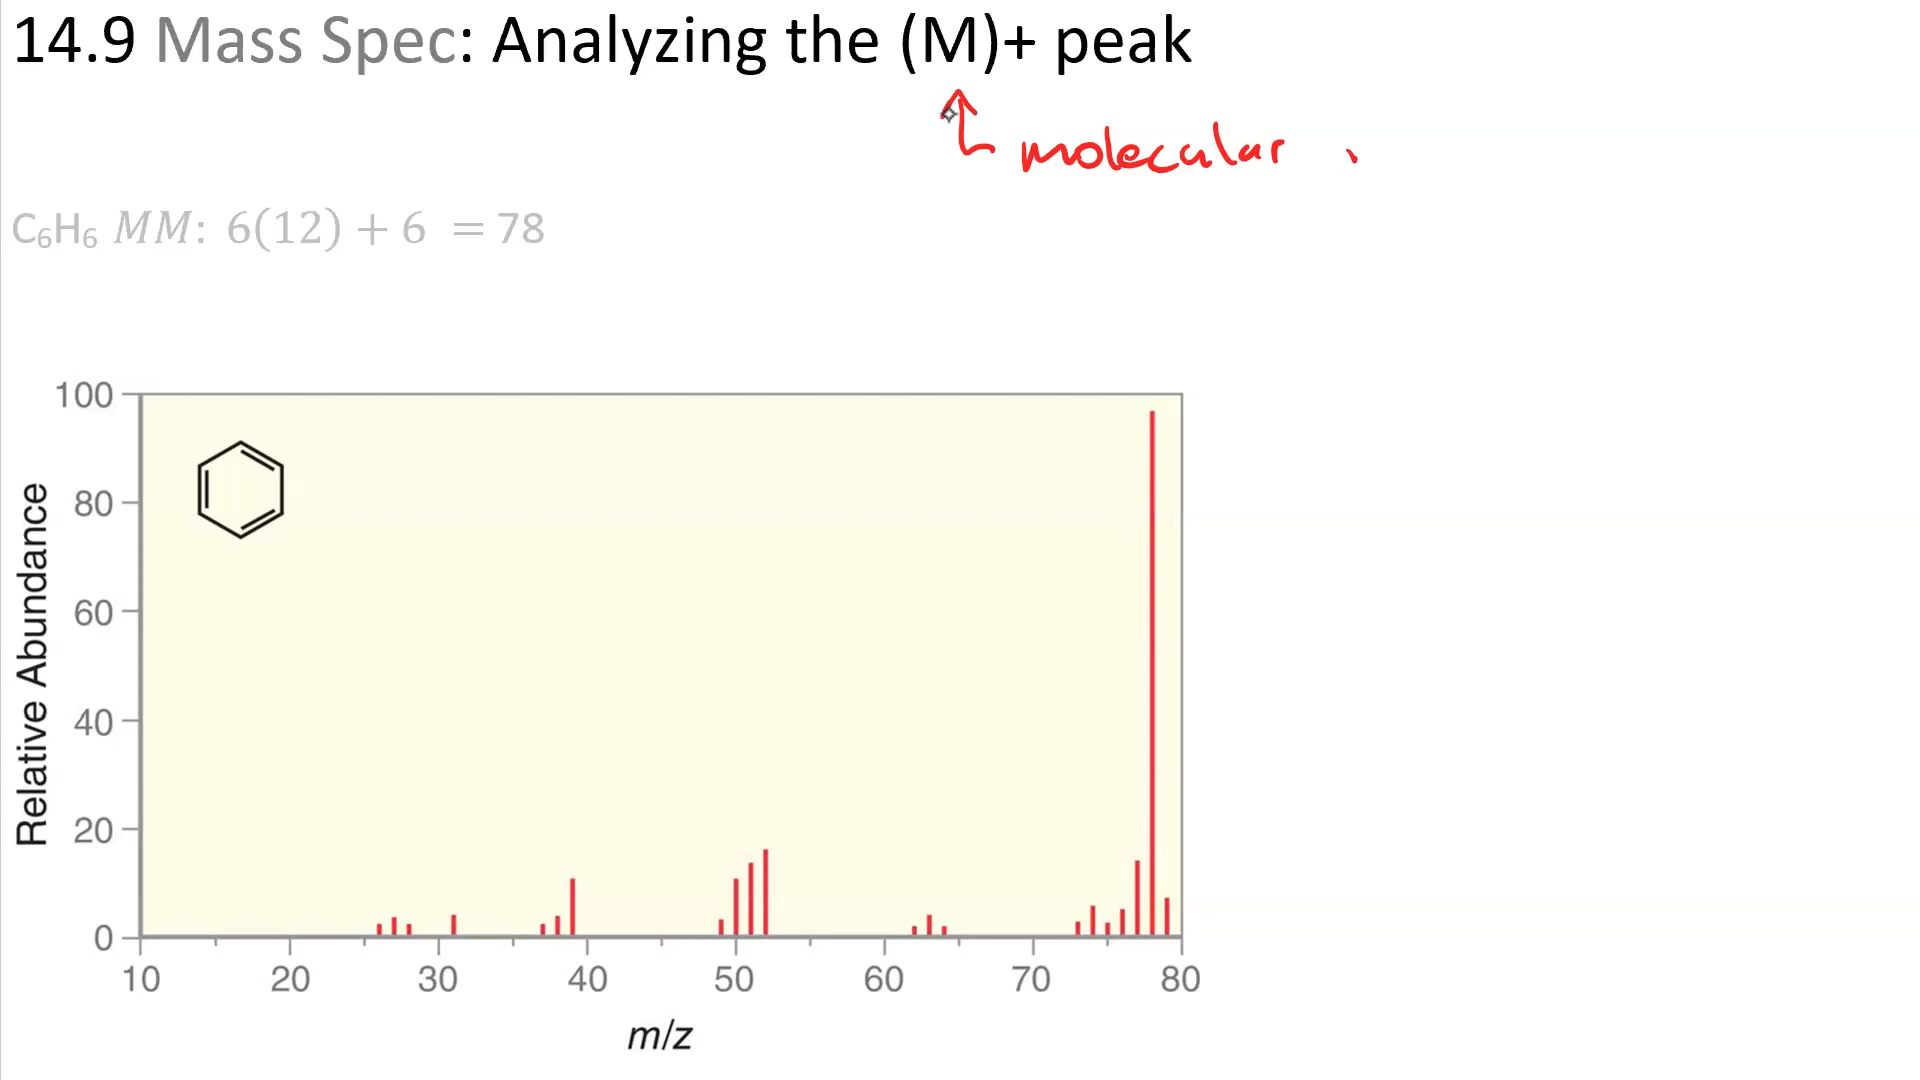 14.9 Mass Spec: Analyzing the (M)+ peak
molecular
C₆H₆ MM: 6(12) + 6 = 78
100
80
60
40
20
0
Relative Abundance
10 20 30 40 50 60 70 80
m/z